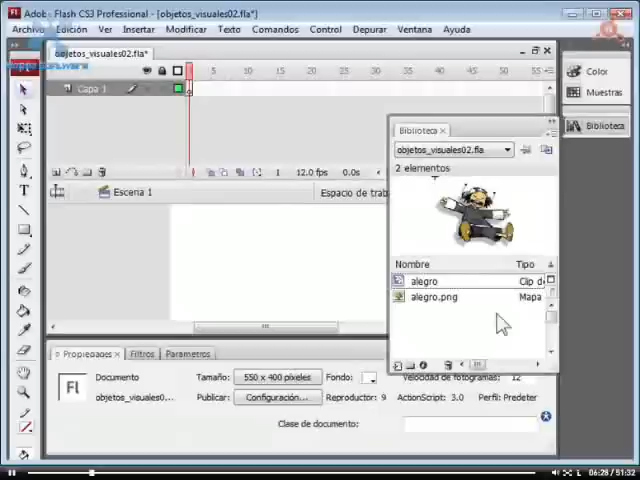 Adobe Flash CS3 Professional - [objetos_visuales02.fla*]
Archivo Edición Ver Insertar Modificar Texto Comandos Control Depurar Ventana Ayuda
objetos_visuales02.fla*
5 10 15 20 25 30 35 40 45 50 55
Capa 1
1 12.0 fps 0.0s
Escena 1 Espacio de trab
Color
Muestras
Biblioteca
Biblioteca
objetos_visuales02.fla
2 elementos
Nombre Tipo
alegro Clip d
alegro.png Mapa
Propiedades Filtros Parámetros
Fl
Documento
objetos_visuales02....
Tamaño: 550 x 400 píxeles Fondo: Velocidad de fotogramas: 12
Publicar: Configuración... Reproductor: 9 ActionScript: 3.0 Perfil: Predeter
Clase de documento:
06:28/51:32